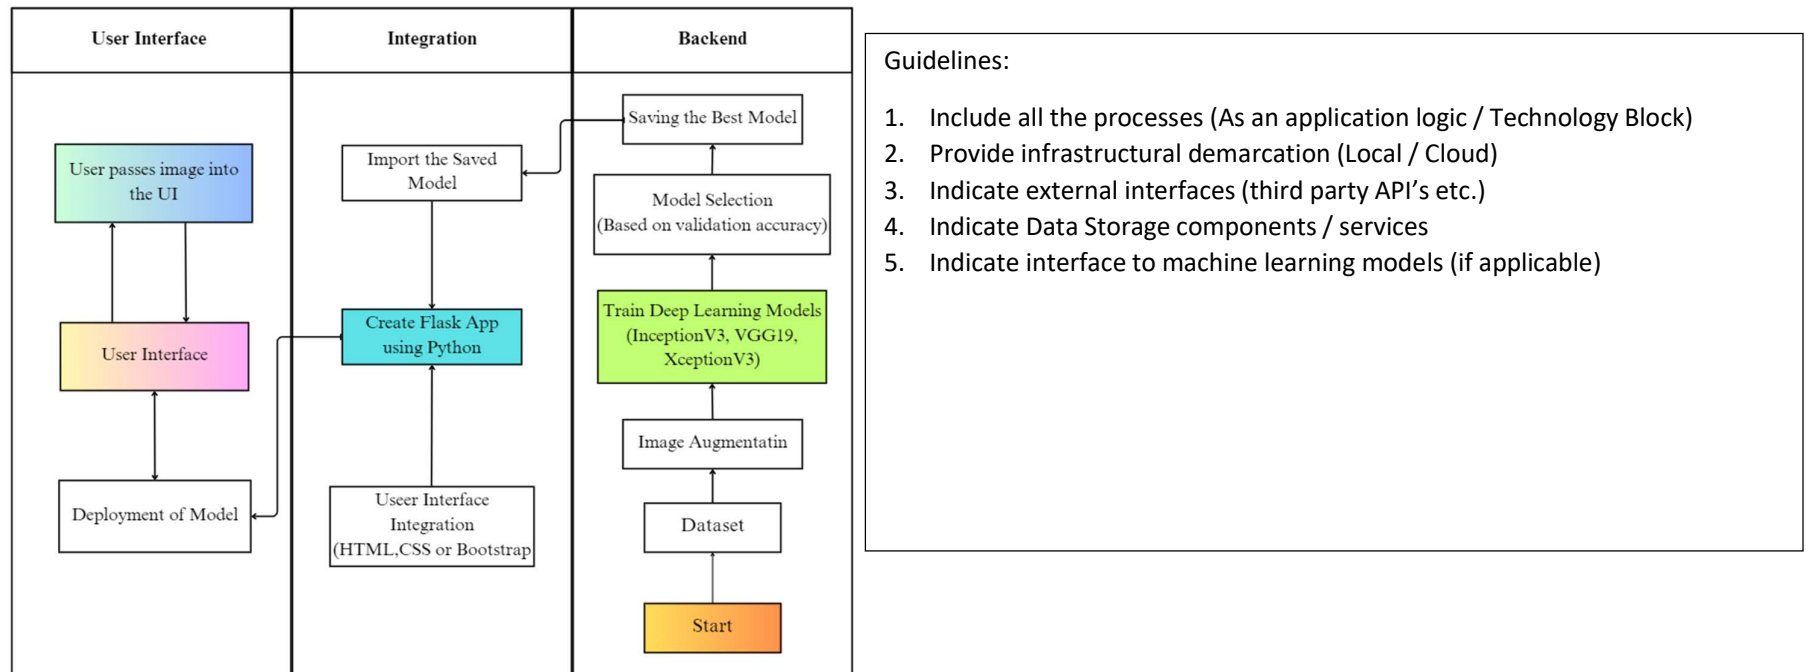 User Interface
Integration
Backend
User passes image into
the UI
User Interface
Deployment of Model
Import the Saved
Model
Create Flask App
using Python
Useer Interface
Integration
(HTML,CSS or Bootstrap
Saving the Best Model
Model Selection
(Based on validation accuracy)
Train Deep Learning Models
(InceptionV3, VGG19,
XceptionV3)
Image Augmentatin
Dataset
Start
Guidelines:
1. Include all the processes (As an application logic / Technology Block)
2. Provide infrastructural demarcation (Local / Cloud)
3. Indicate external interfaces (third party API’s etc.)
4. Indicate Data Storage components / services
5. Indicate interface to machine learning models (if applicable)